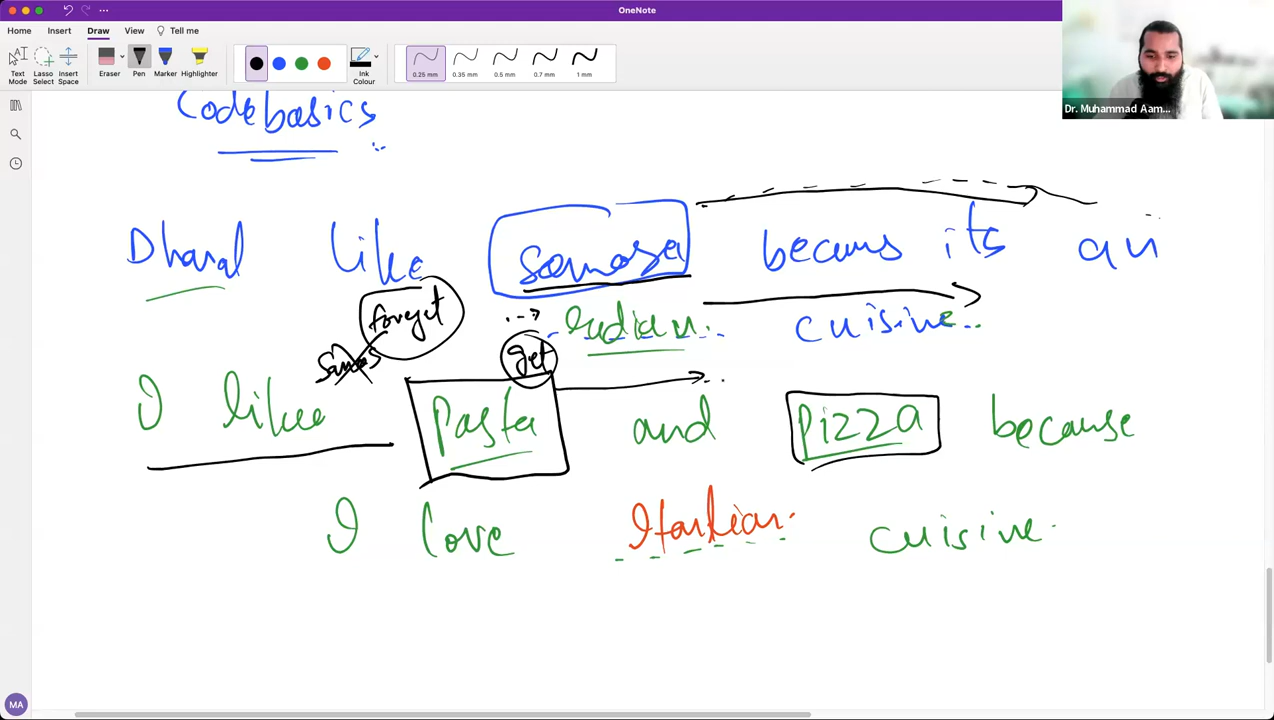 OneNote
Home Insert Draw View Tell me
Text Mode Lasso Select Insert Space Eraser Pen Marker Highlighter Ink Colour 0.25 mm 0.35 mm 0.5 mm 0.7 mm 1 mm
Dr. Muhammad Aam...
Codebasics
Dhaval like samosa becaus its an
indian cuisine.
forget
samos get
I like Pasta and pizza because
I love Itanlian cuisine
MA